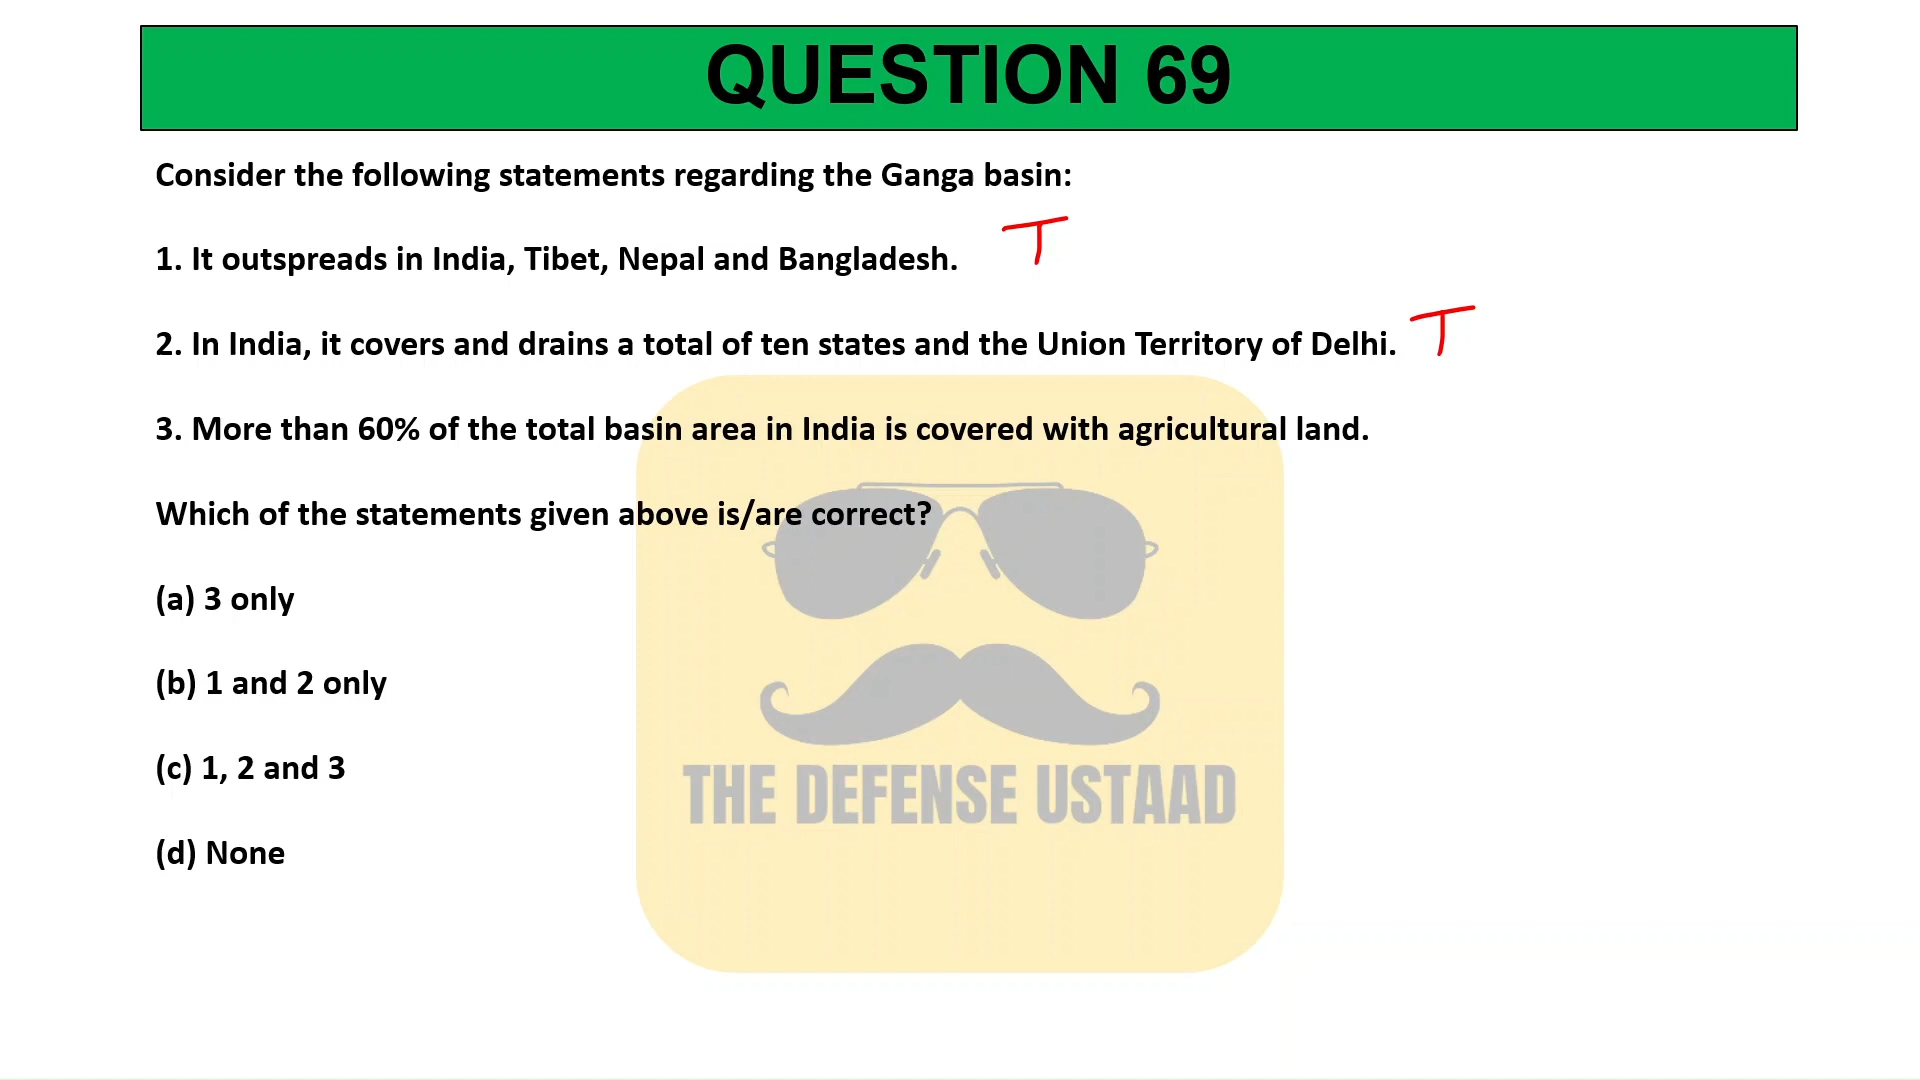 QUESTION 69
Consider the following statements regarding the Ganga basin:
1. It outspreads in India, Tibet, Nepal and Bangladesh.
T
2. In India, it covers and drains a total of ten states and the Union Territory of Delhi.
T
3. More than 60% of the total basin area in India is covered with agricultural land.
Which of the statements given above is/are correct?
(a) 3 only
(b) 1 and 2 only
(c) 1, 2 and 3
(d) None
THE DEFENSE USTAAD